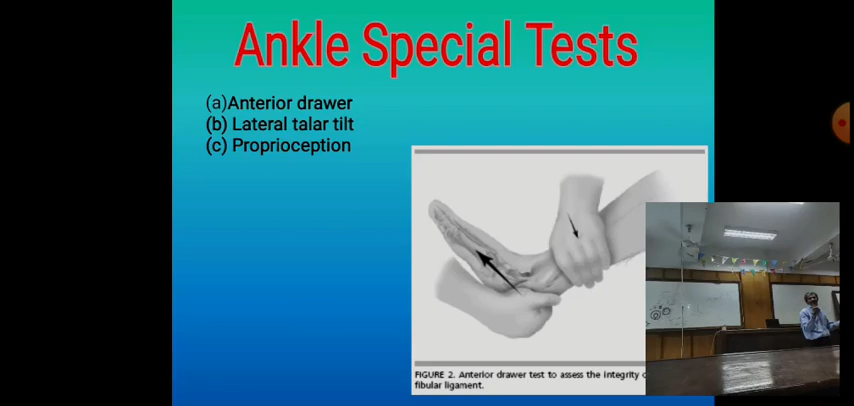 Ankle Special Tests
(a)Anterior drawer
(b) Lateral talar tilt
(c) Proprioception
FIGURE 2. Anterior drawer test to assess the integrity
fibular ligament.